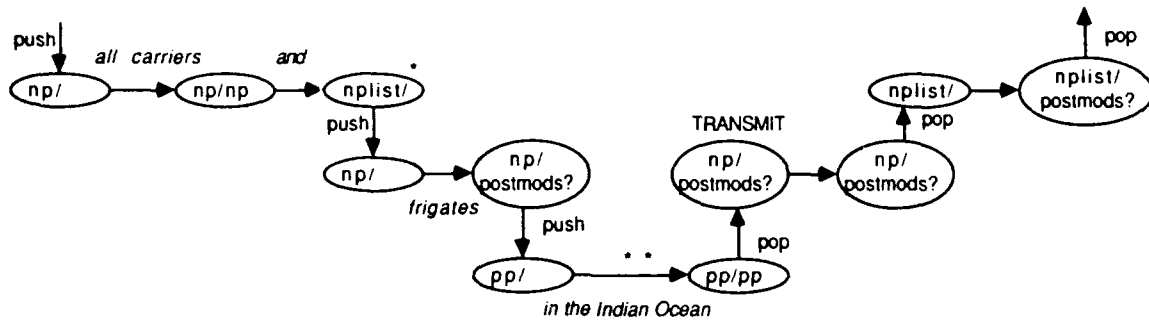 push
all carriers
and
*
np/
np/np
nplist/
push
np/
np/
postmods?
frigates
push
pp/
* *
in the Indian Ocean
pp/pp
pop
TRANSMIT
np/
postmods?
np/
postmods?
pop
nplist/
nplist/
postmods?
pop